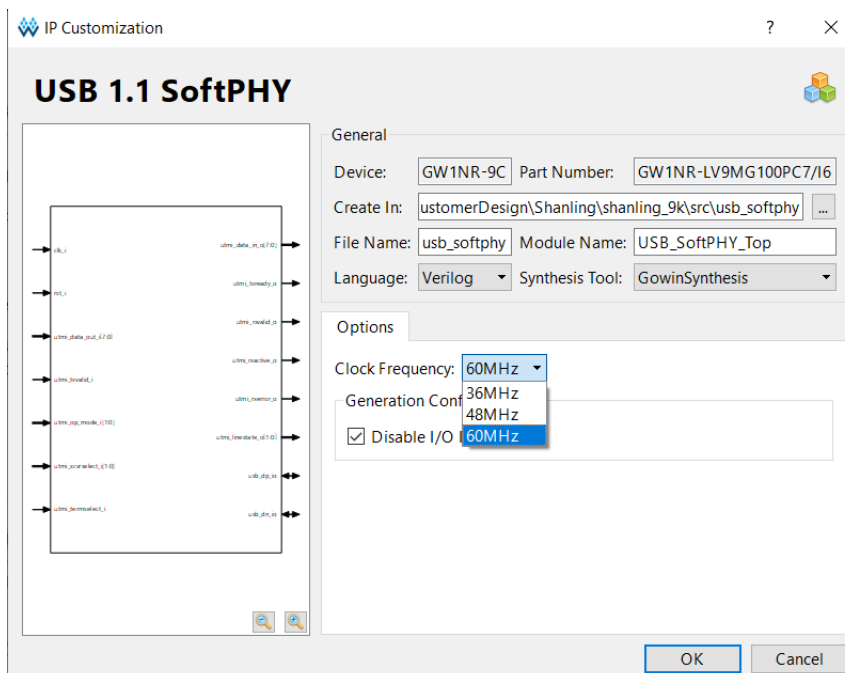 IP Customization
?
USB 1.1 SoftPHY
General
Device: GW1NR-9C Part Number: GW1NR-LV9MG100PC7/I6
Create In: ustomerDesign\Shanling\shanling_9k\src\usb_softphy ...
File Name: usb_softphy Module Name: USB_SoftPHY_Top
Language: Verilog Synthesis Tool: GowinSynthesis
Options
Clock Frequency: 60MHz
36MHz
48MHz
60MHz
Generation Conf
Disable I/O
clk_i
rst_i
utmi_data_out_i[7:0]
utmi_txvalid_i
utmi_op_mode_i[1:0]
utmi_xcvrselect_i[1:0]
utmi_termselect_i
utmi_data_in_o[7:0]
utmi_txready_o
utmi_rxvalid_o
utmi_rxactive_o
utmi_rxerror_o
utmi_linestate_o[1:0]
usb_dp_io
usb_dn_io
OK Cancel